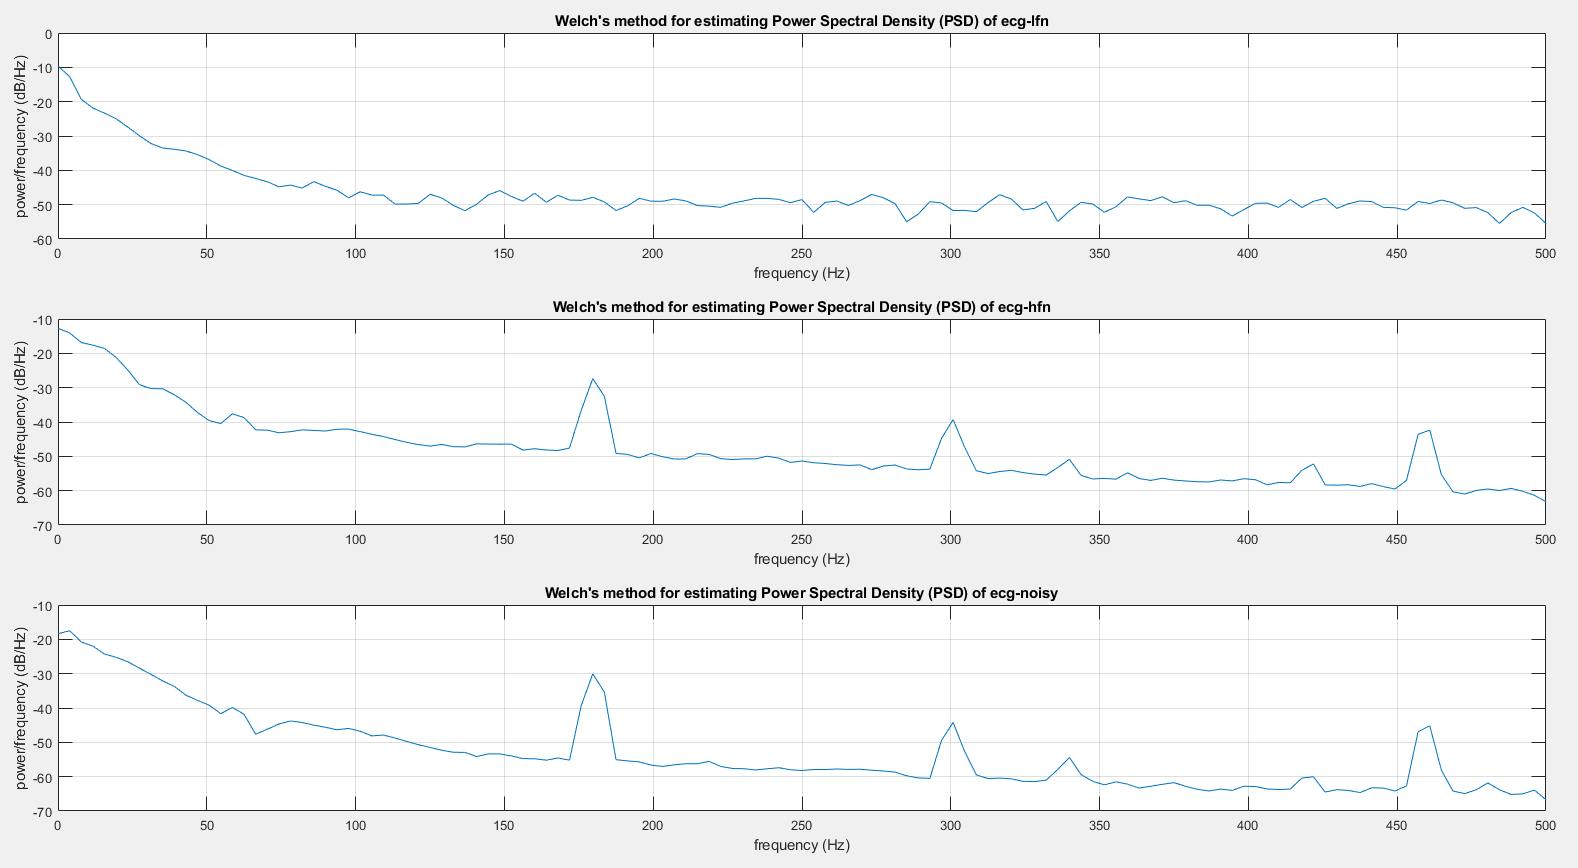 Welch's method for estimating Power Spectral Density (PSD) of ecg-lfn
power/frequency (dB/Hz)
0
-10
-20
-30
-40
-50
-60
0 50 100 150 200 250 300 350 400 450 500
frequency (Hz)
Welch's method for estimating Power Spectral Density (PSD) of ecg-hfn
power/frequency (dB/Hz)
-10
-20
-30
-40
-50
-60
-70
0 50 100 150 200 250 300 350 400 450 500
frequency (Hz)
Welch's method for estimating Power Spectral Density (PSD) of ecg-noisy
power/frequency (dB/Hz)
-10
-20
-30
-40
-50
-60
-70
0 50 100 150 200 250 300 350 400 450 500
frequency (Hz)